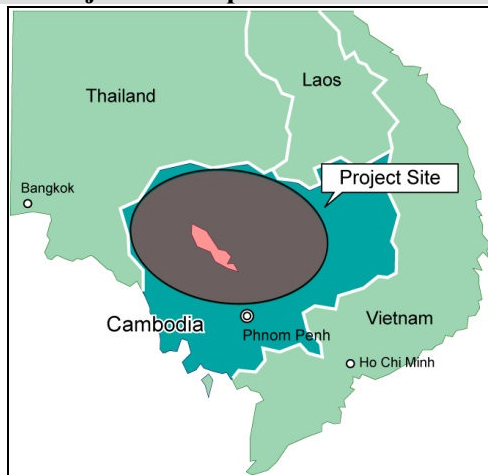 Laos
Thailand
Project Site
Bangkok
Cambodia
Vietnam
Phnom Penh
Ho Chi Minh